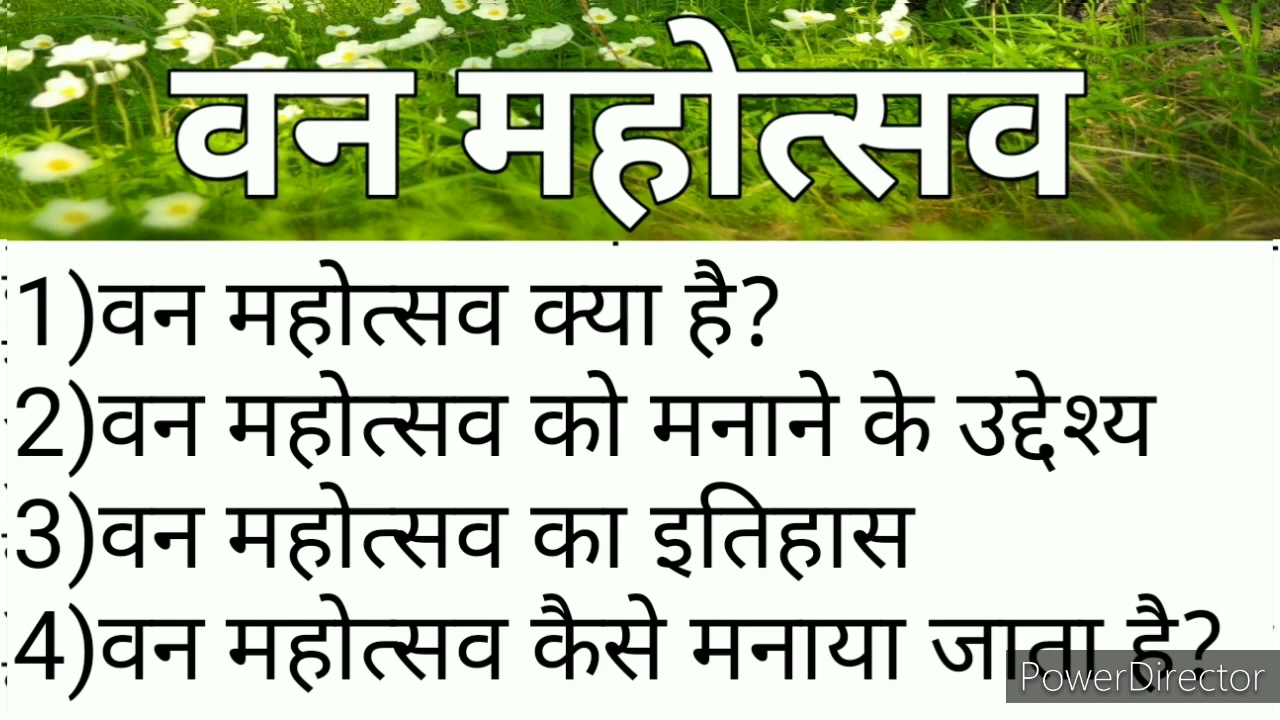 वन महोत्सव
1)वन महोत्सव क्या है?
2)वन महोत्सव को मनाने के उद्देश्य
3)वन महोत्सव का इतिहास
4)वन महोत्सव कैसे मनाया जाता है?
PowerDirector